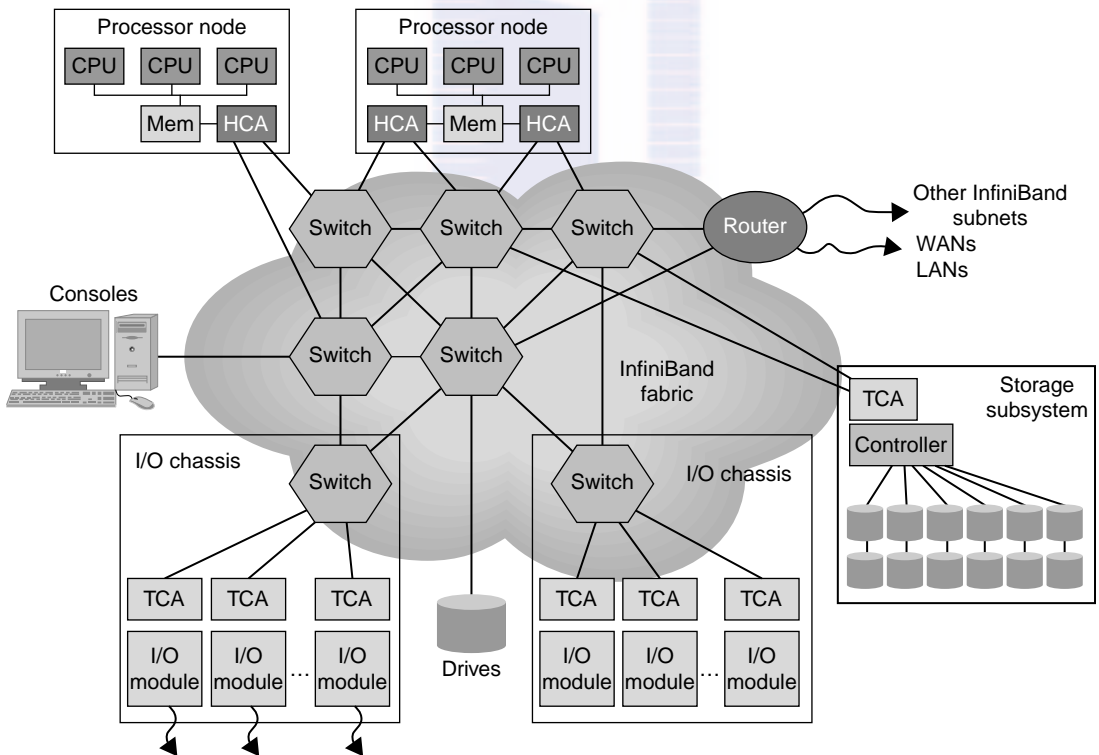 Processor node
CPU
CPU
CPU
Mem
HCA
Processor node
CPU
CPU
CPU
HCA
Mem
HCA
Switch
Switch
Switch
Router
Other InfiniBand
subnets
WANs
LANs
Consoles
Switch
Switch
InfiniBand
fabric
Storage
subsystem
TCA
Controller
I/O chassis
Switch
TCA
TCA
TCA
I/O
module
I/O
module
...
I/O
module
Drives
I/O chassis
Switch
TCA
TCA
TCA
I/O
module
I/O
module
...
I/O
module